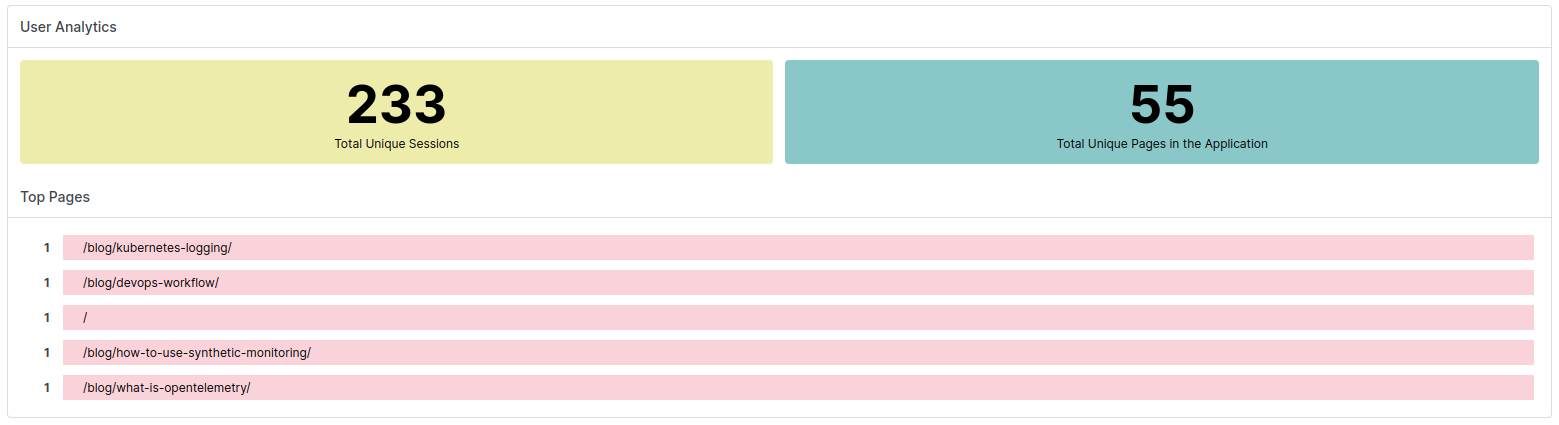 User Analytics
233
Total Unique Sessions
55
Total Unique Pages in the Application
Top Pages
1 /blog/kubernetes-logging/
1 /blog/devops-workflow/
1 /
1 /blog/how-to-use-synthetic-monitoring/
1 /blog/what-is-opentelemetry/